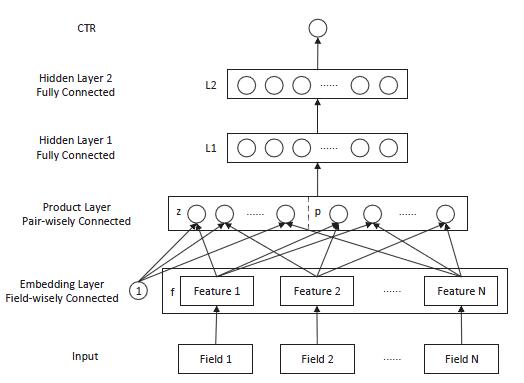 CTR
Hidden Layer 2
Fully Connected
L2
......
Hidden Layer 1
Fully Connected
L1
......
Product Layer
Pair-wisely Connected
z
......
p
......
Embedding Layer
Field-wisely Connected
1
f
Feature 1
Feature 2
......
Feature N
Input
Field 1
Field 2
......
Field N